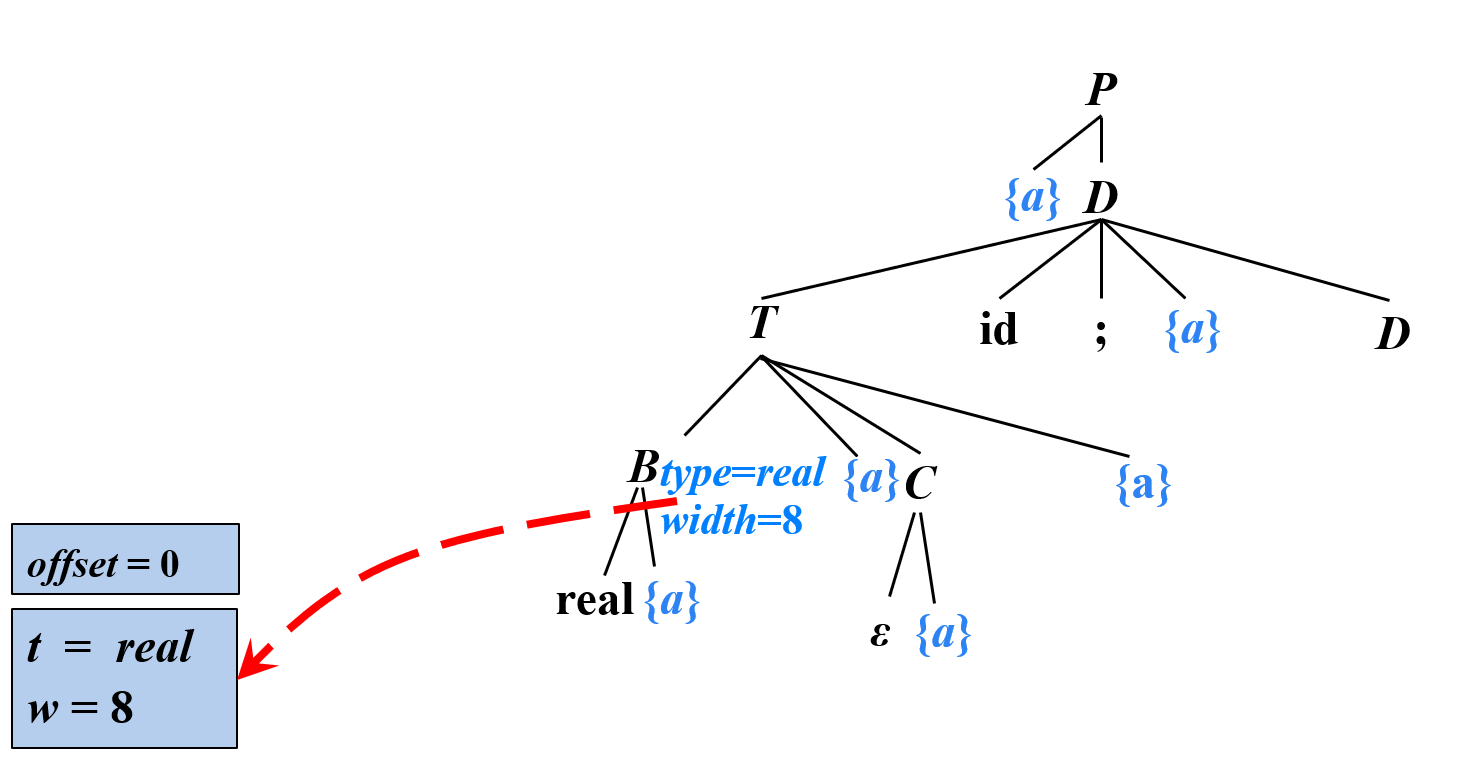 P
{a} D
T id ; {a} D
B type=real {a} C {a}
width=8
offset = 0
real {a}
ε {a}
t = real
w = 8